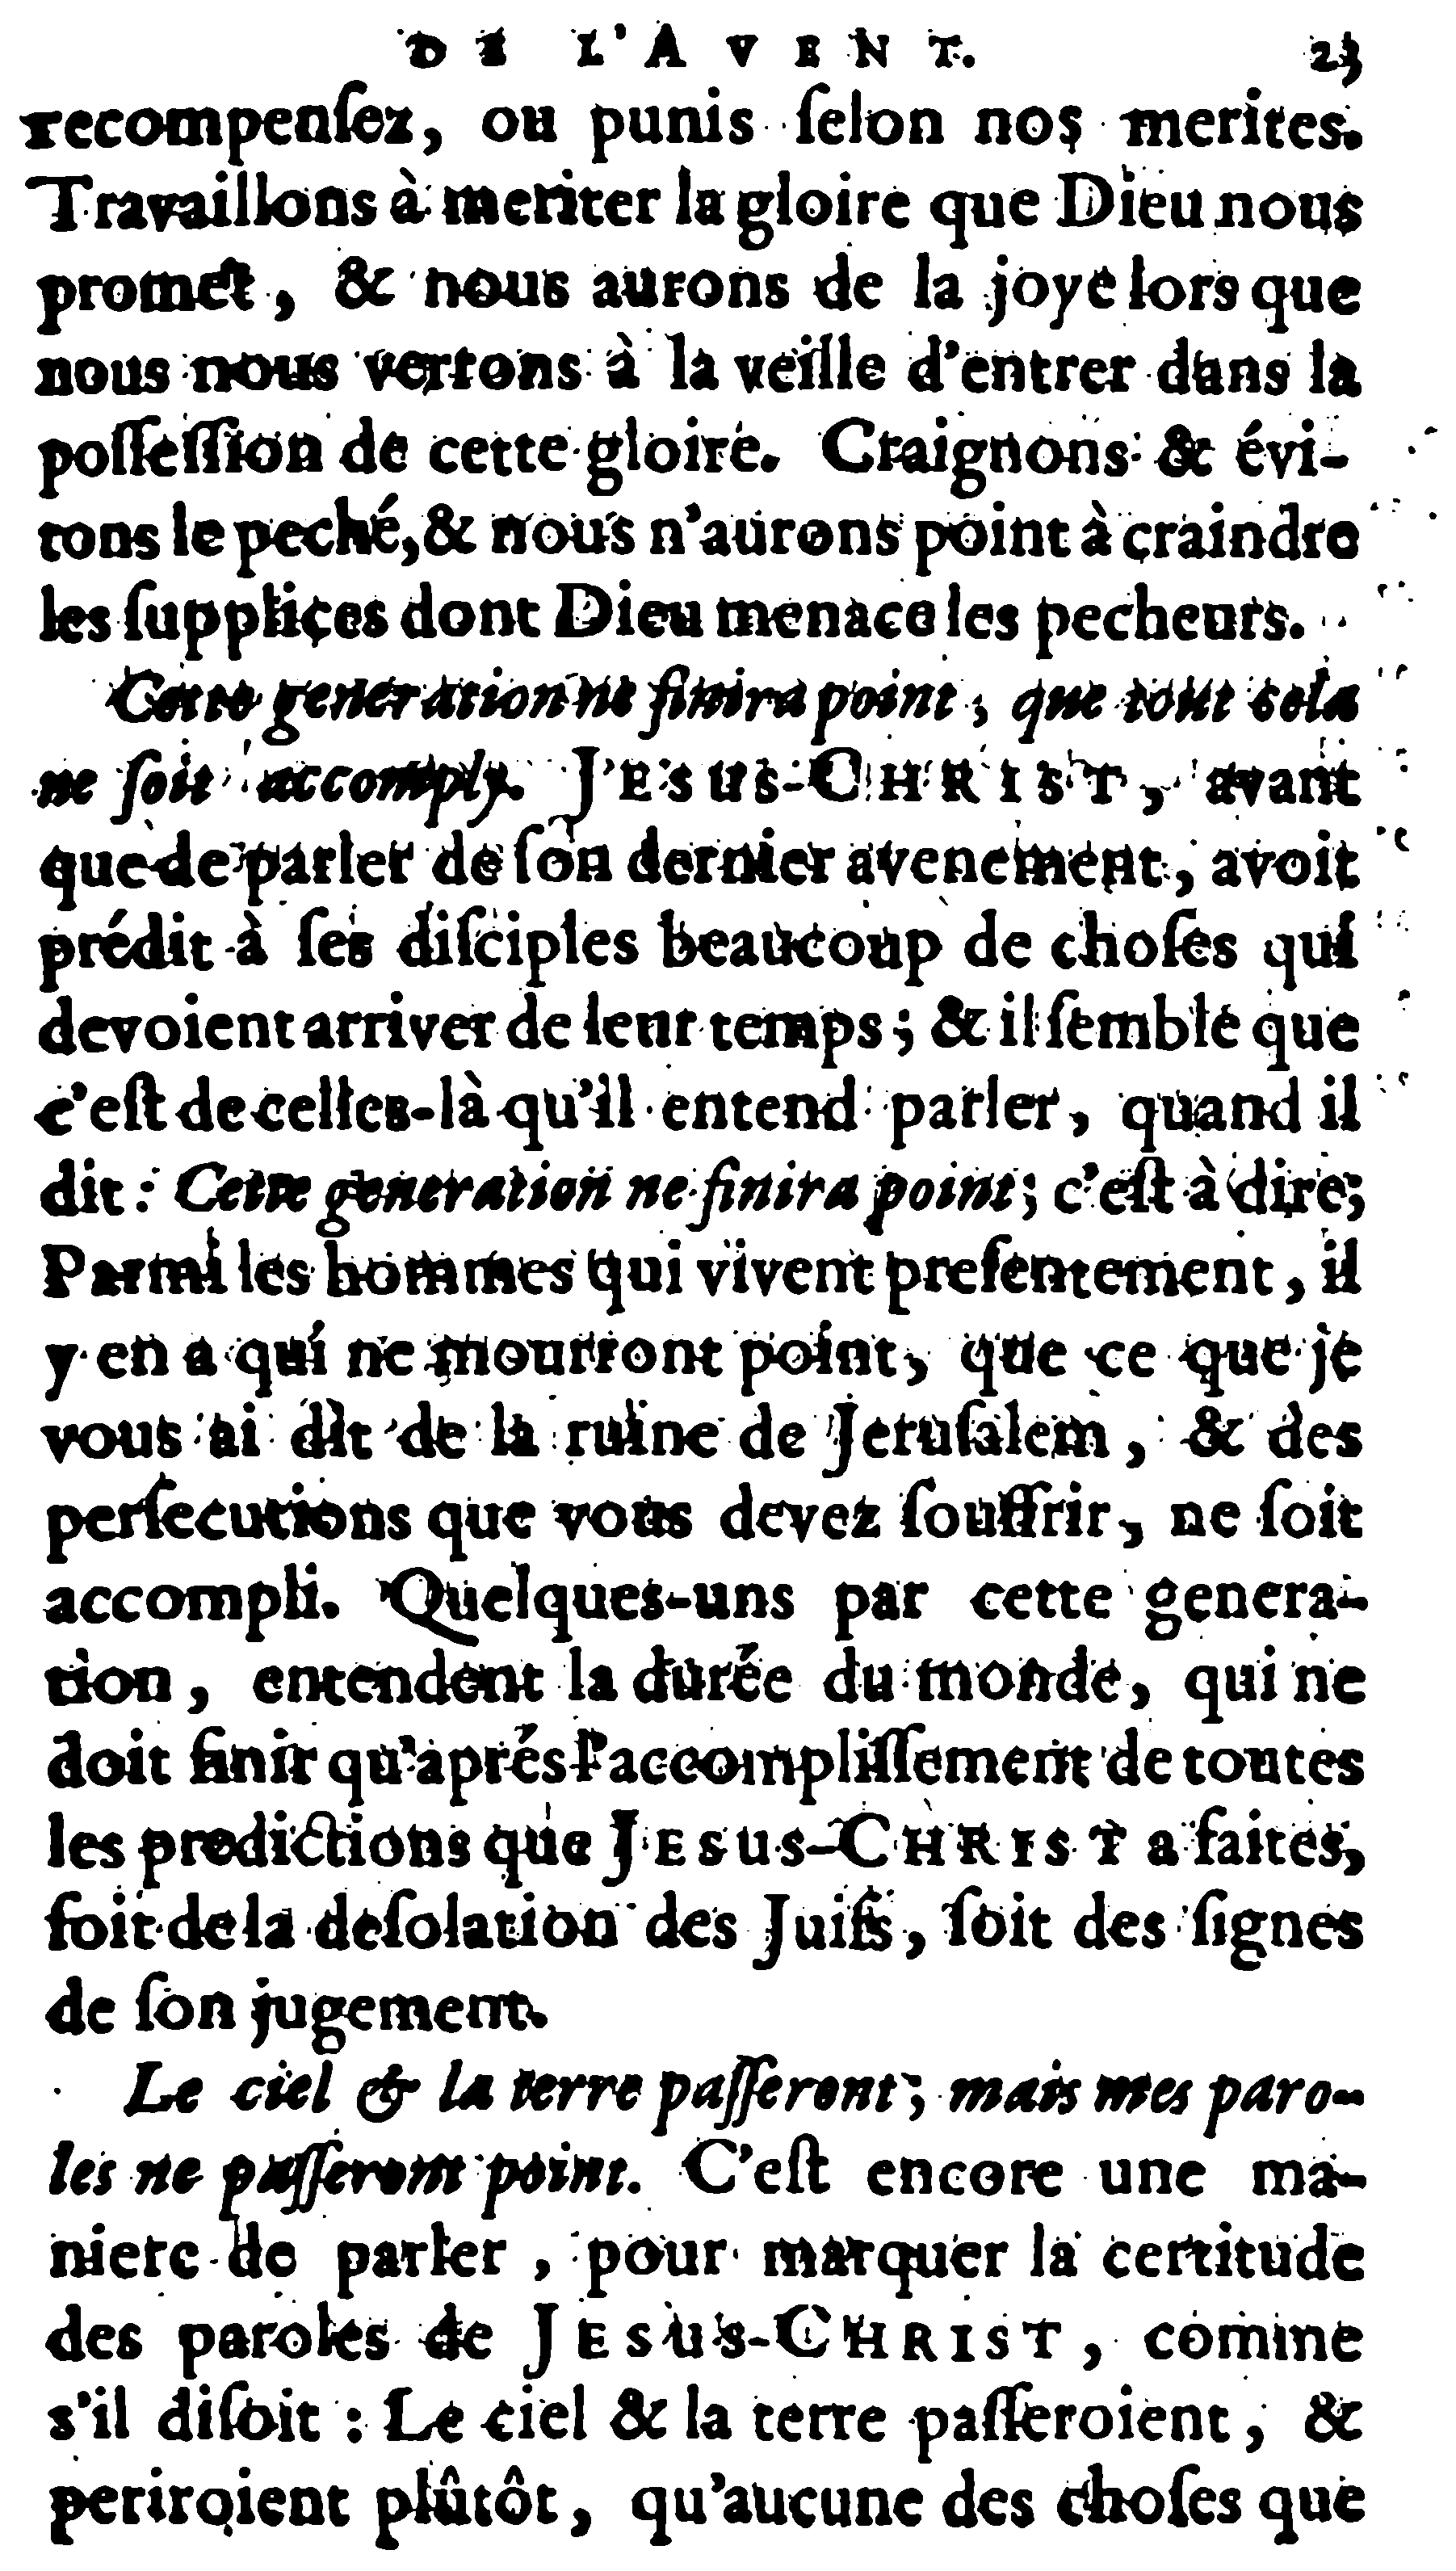 DE L'AVENT. 23
recompenſez, ou punis ſelon nos merites.
Travaillons à meriter la gloire que Dieu nous
promet, & nous aurons de la joye lors que
nous nous verrons à la veille d'entrer dans la
poſſeſſion de cette gloire. Craignons & évi-
tons le peché, & nous n'aurons point à craindre
les ſupplices dont Dieu menace les pecheurs.
Cette generation ne finira point, que tout cela
ne ſoit accomply. JESUS-CHRIST, avant
que de parler de ſon dernier avenement, avoit
prédit à ſes diſciples beaucoup de choſes qui
devoient arriver de leur temps; & il ſemble que
c'eſt de celles-là qu'il entend parler, quand il
dit: Cette generation ne finira point; c'eſt à dire;
Parmi les hommes qui vivent preſentement, il
y en a qui ne mourront point, que ce que je
vous ai dit de la ruine de Jeruſalem, & des
perſecutions que vous devez ſouffrir, ne ſoit
accompli. Quelques-uns par cette genera-
tion, entendent la durée du monde, qui ne
doit finir qu'aprés l'accompliſſement de toutes
les predictions que JESUS-CHRIST a faites,
ſoit de la deſolation des Juifs, ſoit des ſignes
de ſon jugement.
Le ciel & la terre paſſeront; mais mes paro-
les ne paſſeront point. C'eſt encore une ma-
niere de parler, pour marquer la certitude
des paroles de JESUS-CHRIST, comme
s'il diſoit: Le ciel & la terre paſſeroient, &
periroient plûtôt, qu'aucune des choſes que